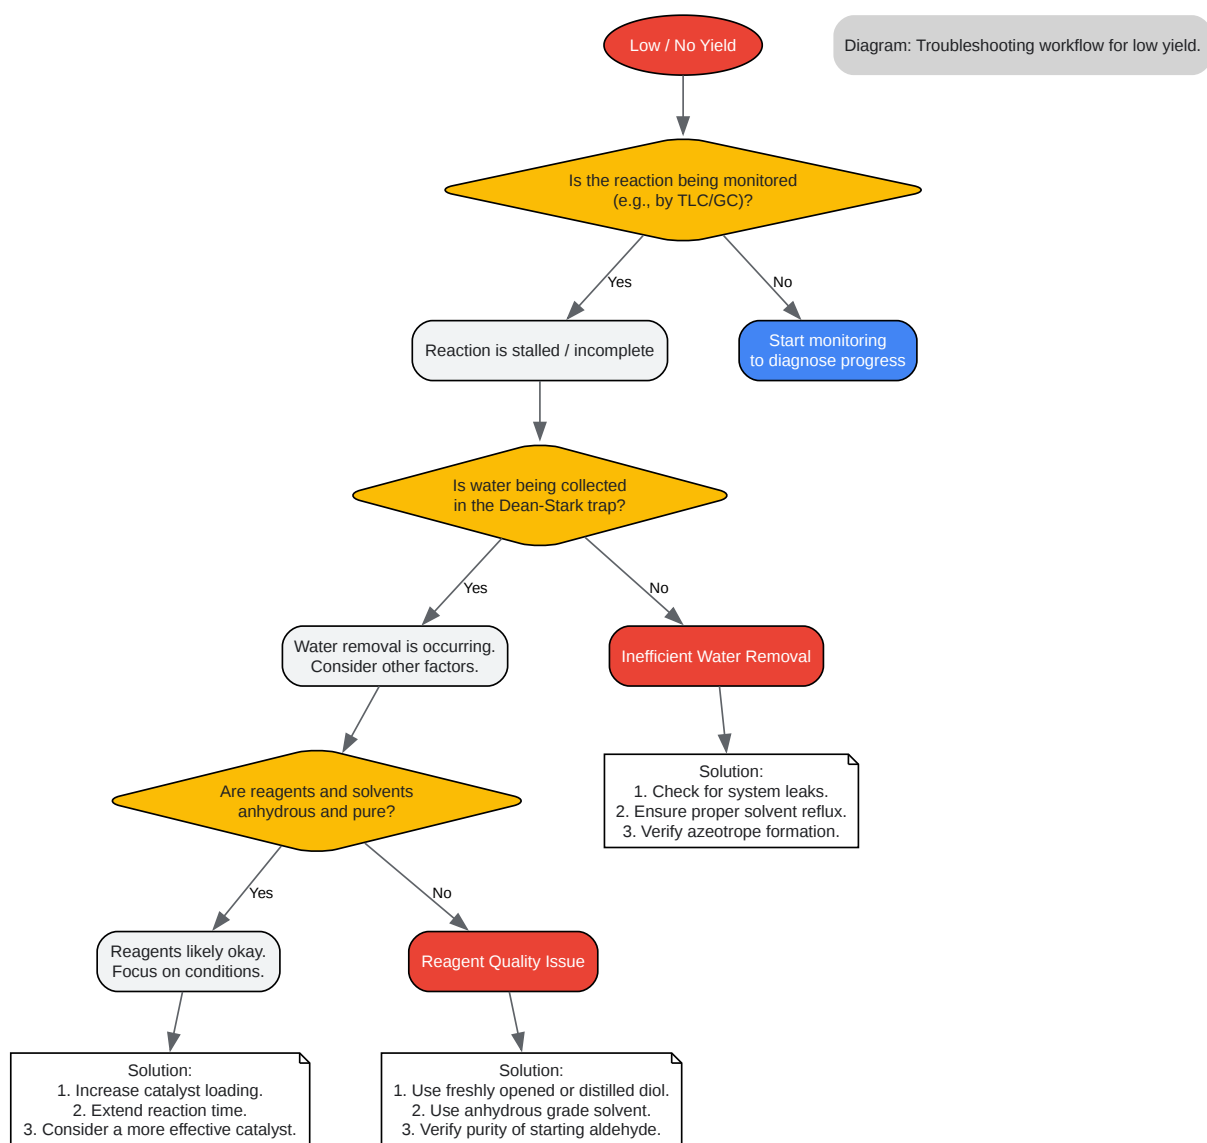 Low / No Yield
Diagram: Troubleshooting workflow for low yield.
Is the reaction being monitored
(e.g., by TLC/GC)?
Yes
No
Reaction is stalled / incomplete
Start monitoring
to diagnose progress
Is water being collected
in the Dean-Stark trap?
Yes
No
Water removal is occurring.
Consider other factors.
Inefficient Water Removal
Are reagents and solvents
anhydrous and pure?
Solution:
1. Check for system leaks.
2. Ensure proper solvent reflux.
3. Verify azeotrope formation.
Yes
No
Reagents likely okay.
Focus on conditions.
Reagent Quality Issue
Solution:
1. Increase catalyst loading.
2. Extend reaction time.
3. Consider a more effective catalyst.
Solution:
1. Use freshly opened or distilled diol.
2. Use anhydrous grade solvent.
3. Verify purity of starting aldehyde.